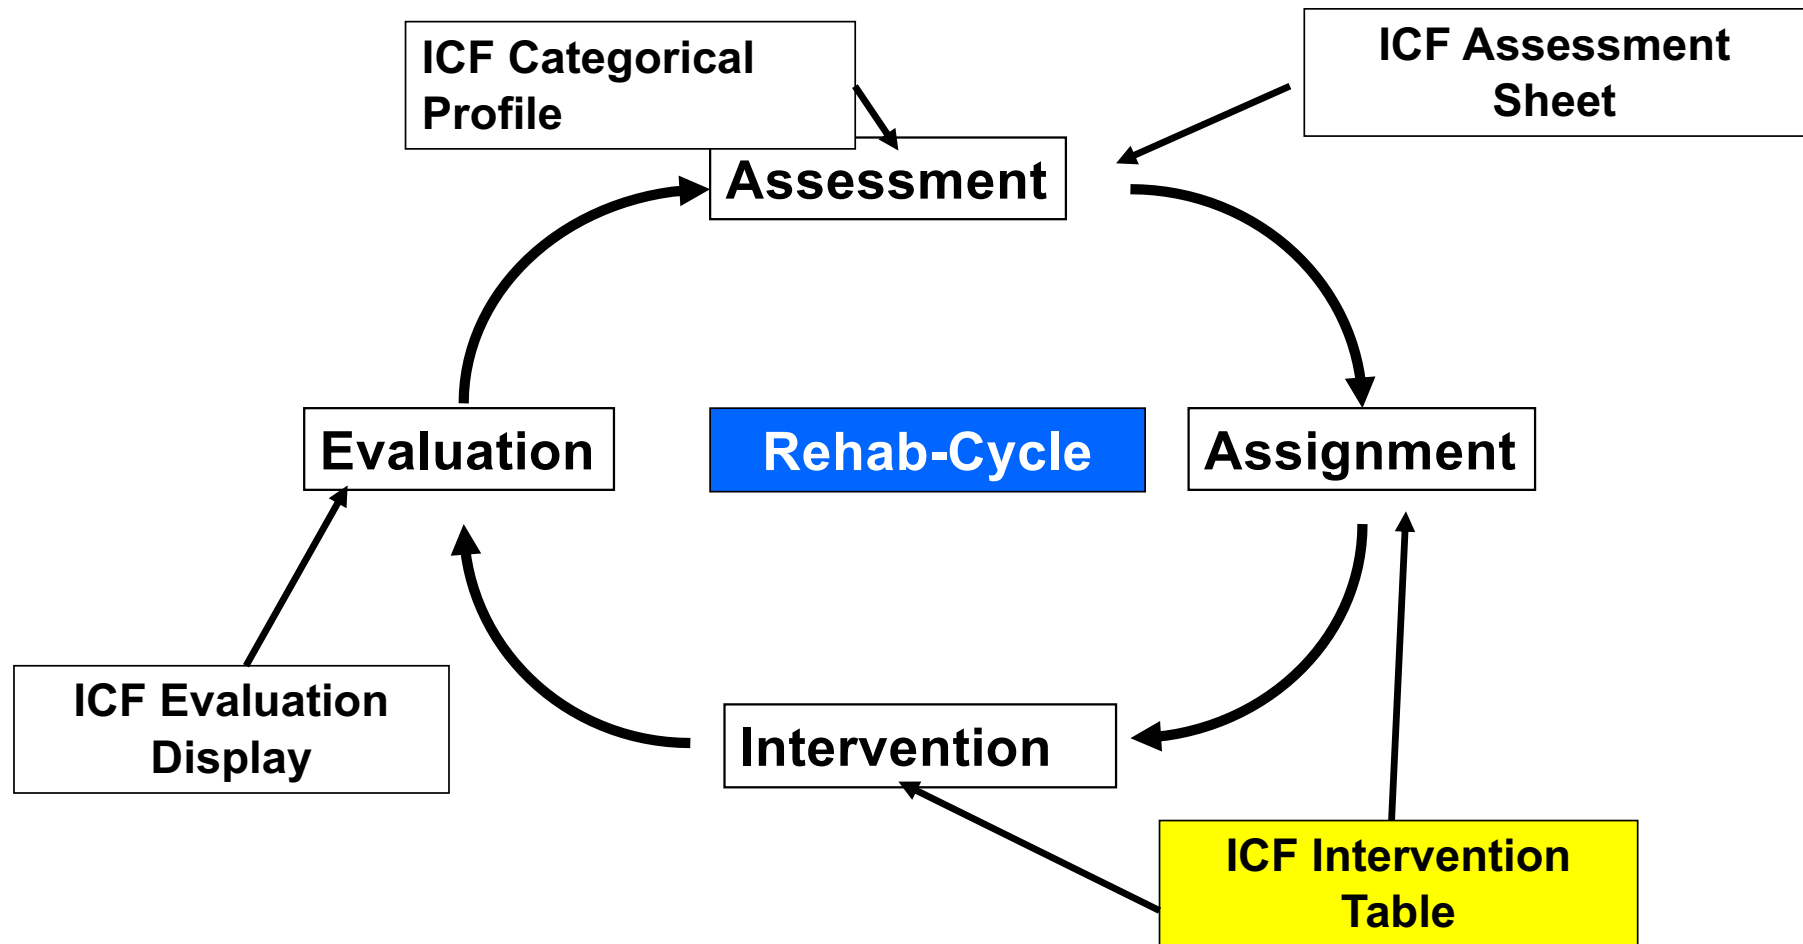 ICF Categorical
Profile
ICF Assessment
Sheet
Assessment
Evaluation
Rehab-Cycle
Assignment
ICF Evaluation
Display
Intervention
ICF Intervention
Table